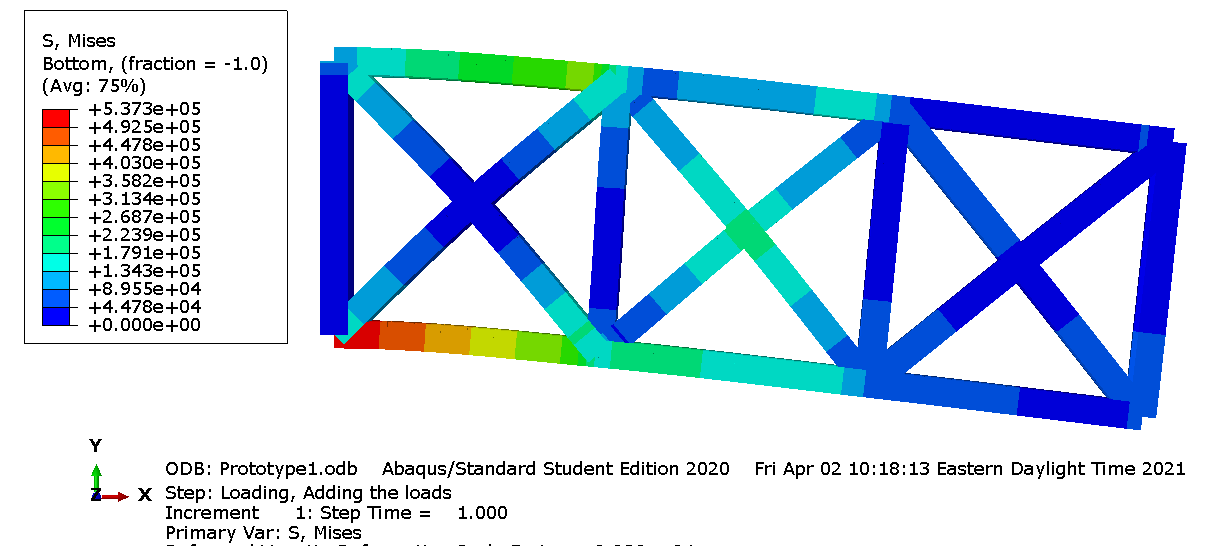 S, Mises
Bottom, (fraction = -1.0)
(Avg: 75%)
+5.373e+05
+4.925e+05
+4.478e+05
+4.030e+05
+3.582e+05
+3.134e+05
+2.687e+05
+2.239e+05
+1.791e+05
+1.343e+05
+8.955e+04
+4.478e+04
+0.000e+00
Y
Z X
ODB: Prototype1.odb Abaqus/Standard Student Edition 2020 Fri Apr 02 10:18:13 Eastern Daylight Time 2021
Step: Loading, Adding the loads
Increment 1: Step Time = 1.000
Primary Var: S, Mises